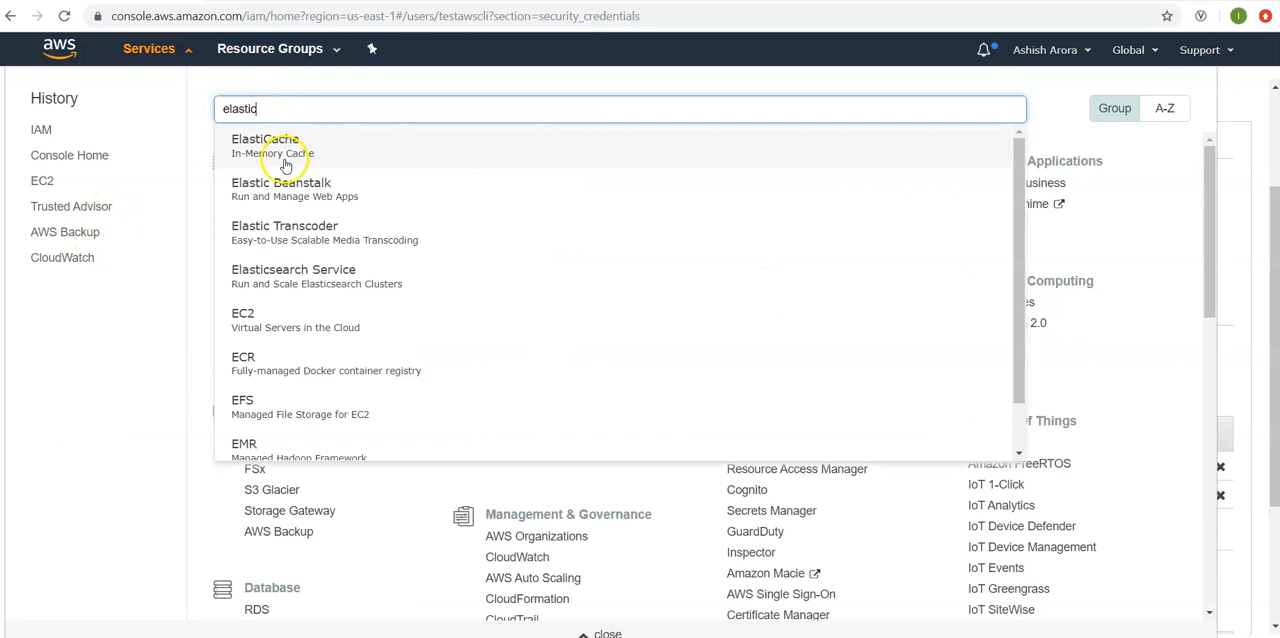 console.aws.amazon.com/iam/home?region=us-east-1#/users/testawscli?section=security_credentials
aws
Services
Resource Groups
Ashish Arora
Global
Support
History
IAM
Console Home
EC2
Trusted Advisor
AWS Backup
CloudWatch
elastic
Group
A-Z
ElastiCache
In-Memory Cache
Elastic Beanstalk
Run and Manage Web Apps
Elastic Transcoder
Easy-to-Use Scalable Media Transcoding
Elasticsearch Service
Run and Scale Elasticsearch Clusters
EC2
Virtual Servers in the Cloud
ECR
Fully-managed Docker container registry
EFS
Managed File Storage for EC2
EMR
Managed Hadoop Framework
FSx
S3 Glacier
Storage Gateway
AWS Backup
Database
RDS
Management & Governance
AWS Organizations
CloudWatch
AWS Auto Scaling
CloudFormation
CloudTrail
Resource Access Manager
Cognito
Secrets Manager
GuardDuty
Inspector
Amazon Macie
AWS Single Sign-On
Certificate Manager
Applications
usiness
ime
Computing
es
2.0
f Things
Amazon FreeRTOS
IoT 1-Click
IoT Analytics
IoT Device Defender
IoT Device Management
IoT Events
IoT Greengrass
IoT SiteWise
close